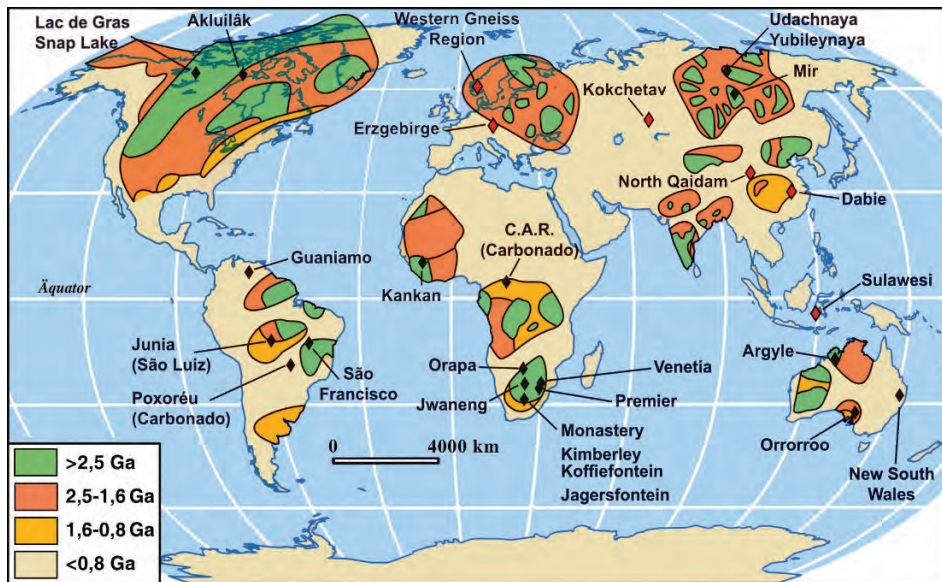 Lac de Gras
Snap Lake
Akluilâk
Western Gneiss
Region
Udachnaya
Yubileynaya
Mir
Kokchetav
Erzgebirge
North Qaidam
Dabie
C.A.R.
(Carbonado)
Guaniamo
Äquator
Kankan
Sulawesi
Junia
(São Luiz)
Orapa
Venetia
Argyle
Poxoréu
(Carbonado)
São
Francisco
Jwaneng
Premier
Monastery
Orrorroo
Kimberley
Koffiefontein
Jagersfontein
New South
Wales
0 4000 km
>2,5 Ga
2,5-1,6 Ga
1,6-0,8 Ga
<0,8 Ga